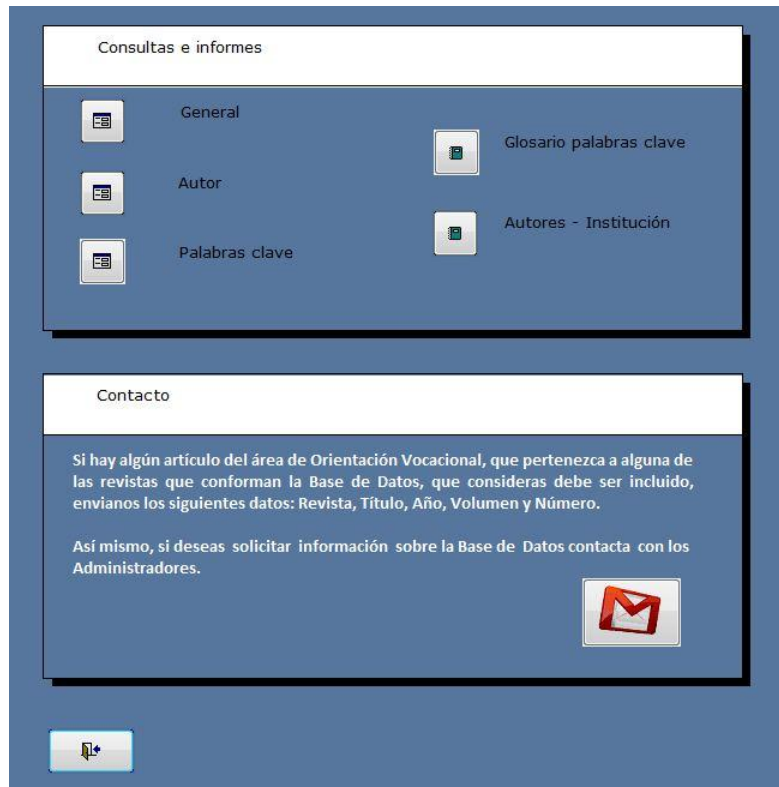 Consultas e informes
General
Autor
Palabras clave
Glosario palabras clave
Autores - Institución
Contacto
Si hay algún artículo del área de Orientación Vocacional, que pertenezca a alguna de
las revistas que conforman la Base de Datos, que consideras debe ser incluido,
envianos los siguientes datos: Revista, Título, Año, Volumen y Número.
Así mismo, si deseas solicitar información sobre la Base de Datos contacta con los
Administradores.